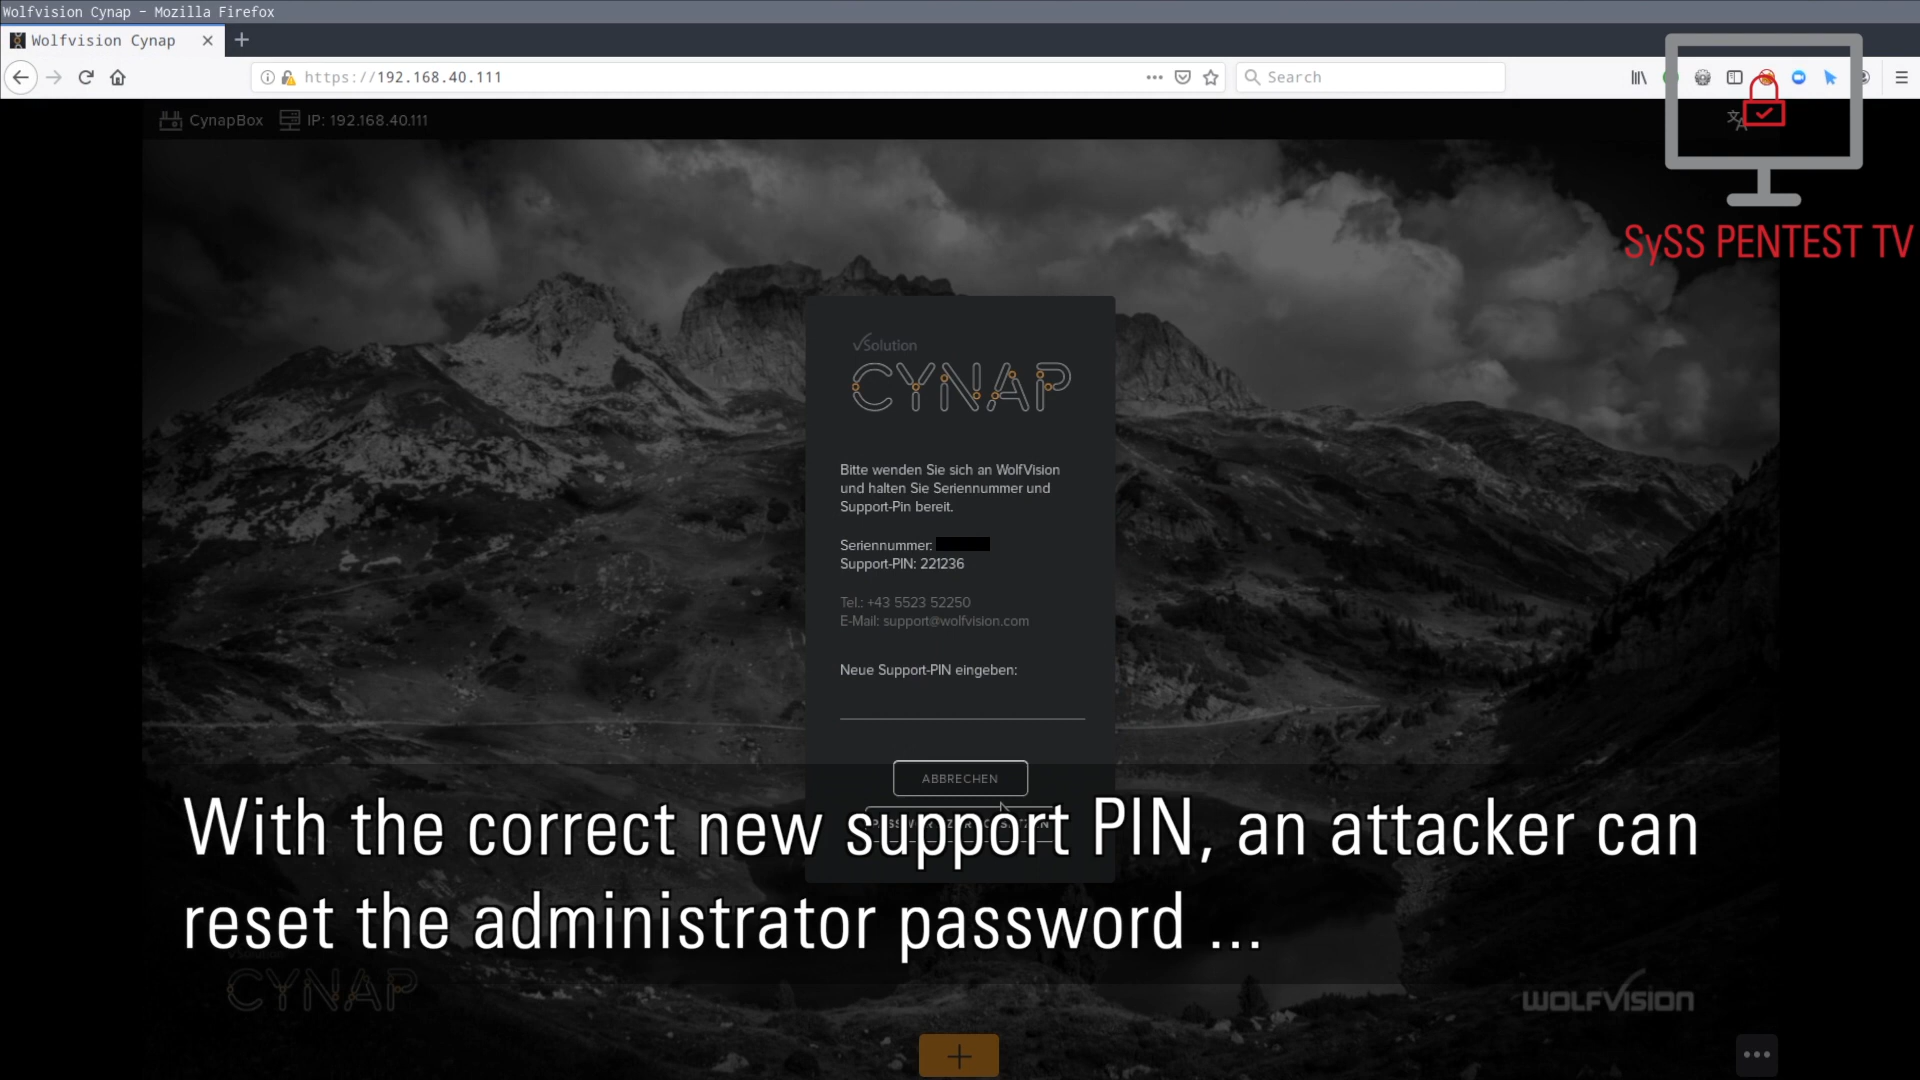 Wolfvision Cynap - Mozilla Firefox
Wolfvision Cynap
https://192.168.40.111
Search
CynapBox IP: 192.168.40.111
SySS PENTEST TV
vSolution
CYNAP
Bitte wenden Sie sich an WolfVision
und halten Sie Seriennummer und
Support-Pin bereit.
Seriennummer:
Support-PIN: 221236
Tel.: +43 5523 52250
E-Mail: support@wolfvision.com
Neue Support-PIN eingeben:
ABBRECHEN
With the correct new support PIN, an attacker can
reset the administrator password ...
CYNAP
WOLFVISION